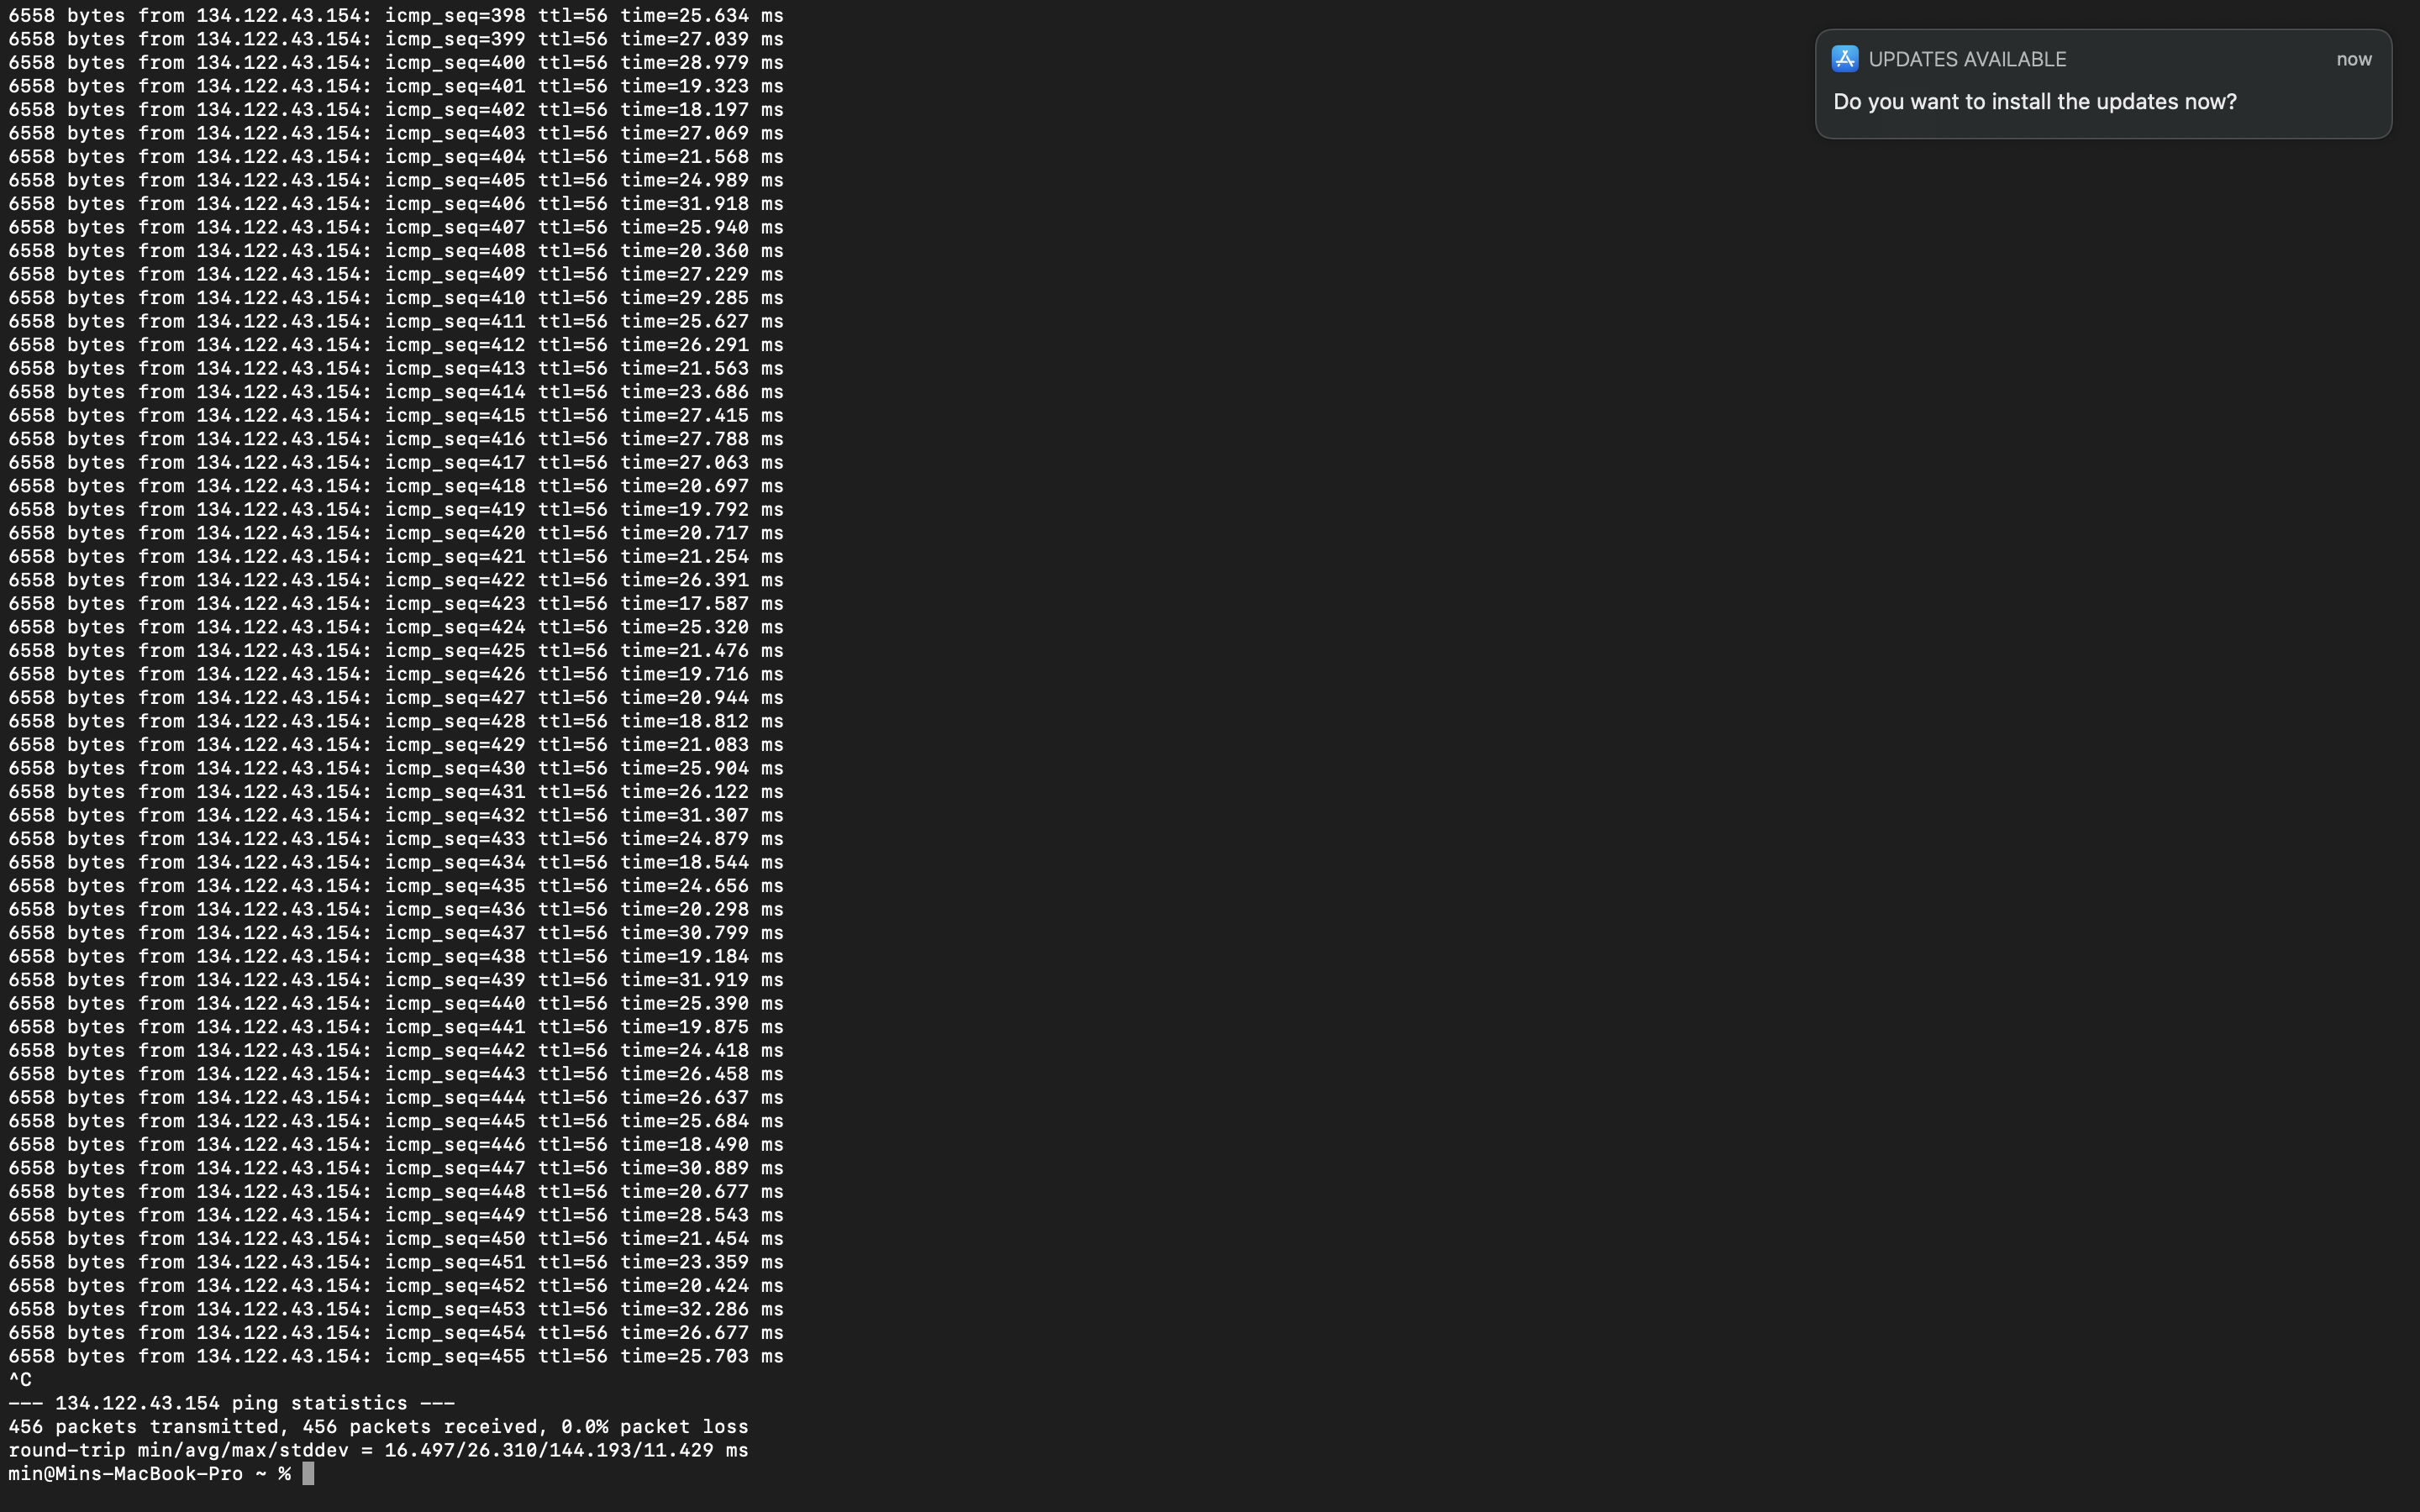 6558 bytes from 134.122.43.154: icmp_seq=398 ttl=56 time=25.634 ms
6558 bytes from 134.122.43.154: icmp_seq=399 ttl=56 time=27.039 ms
6558 bytes from 134.122.43.154: icmp_seq=400 ttl=56 time=28.979 ms
6558 bytes from 134.122.43.154: icmp_seq=401 ttl=56 time=19.323 ms
6558 bytes from 134.122.43.154: icmp_seq=402 ttl=56 time=18.197 ms
6558 bytes from 134.122.43.154: icmp_seq=403 ttl=56 time=27.069 ms
6558 bytes from 134.122.43.154: icmp_seq=404 ttl=56 time=21.568 ms
6558 bytes from 134.122.43.154: icmp_seq=405 ttl=56 time=24.989 ms
6558 bytes from 134.122.43.154: icmp_seq=406 ttl=56 time=31.918 ms
6558 bytes from 134.122.43.154: icmp_seq=407 ttl=56 time=25.940 ms
6558 bytes from 134.122.43.154: icmp_seq=408 ttl=56 time=20.360 ms
6558 bytes from 134.122.43.154: icmp_seq=409 ttl=56 time=27.229 ms
6558 bytes from 134.122.43.154: icmp_seq=410 ttl=56 time=29.285 ms
6558 bytes from 134.122.43.154: icmp_seq=411 ttl=56 time=25.627 ms
6558 bytes from 134.122.43.154: icmp_seq=412 ttl=56 time=26.291 ms
6558 bytes from 134.122.43.154: icmp_seq=413 ttl=56 time=21.563 ms
6558 bytes from 134.122.43.154: icmp_seq=414 ttl=56 time=23.686 ms
6558 bytes from 134.122.43.154: icmp_seq=415 ttl=56 time=27.415 ms
6558 bytes from 134.122.43.154: icmp_seq=416 ttl=56 time=27.788 ms
6558 bytes from 134.122.43.154: icmp_seq=417 ttl=56 time=27.063 ms
6558 bytes from 134.122.43.154: icmp_seq=418 ttl=56 time=20.697 ms
6558 bytes from 134.122.43.154: icmp_seq=419 ttl=56 time=19.792 ms
6558 bytes from 134.122.43.154: icmp_seq=420 ttl=56 time=20.717 ms
6558 bytes from 134.122.43.154: icmp_seq=421 ttl=56 time=21.254 ms
6558 bytes from 134.122.43.154: icmp_seq=422 ttl=56 time=26.391 ms
6558 bytes from 134.122.43.154: icmp_seq=423 ttl=56 time=17.587 ms
6558 bytes from 134.122.43.154: icmp_seq=424 ttl=56 time=25.320 ms
6558 bytes from 134.122.43.154: icmp_seq=425 ttl=56 time=21.476 ms
6558 bytes from 134.122.43.154: icmp_seq=426 ttl=56 time=19.716 ms
6558 bytes from 134.122.43.154: icmp_seq=427 ttl=56 time=20.944 ms
6558 bytes from 134.122.43.154: icmp_seq=428 ttl=56 time=18.812 ms
6558 bytes from 134.122.43.154: icmp_seq=429 ttl=56 time=21.083 ms
6558 bytes from 134.122.43.154: icmp_seq=430 ttl=56 time=25.904 ms
6558 bytes from 134.122.43.154: icmp_seq=431 ttl=56 time=26.122 ms
6558 bytes from 134.122.43.154: icmp_seq=432 ttl=56 time=31.307 ms
6558 bytes from 134.122.43.154: icmp_seq=433 ttl=56 time=24.879 ms
6558 bytes from 134.122.43.154: icmp_seq=434 ttl=56 time=18.544 ms
6558 bytes from 134.122.43.154: icmp_seq=435 ttl=56 time=24.656 ms
6558 bytes from 134.122.43.154: icmp_seq=436 ttl=56 time=20.298 ms
6558 bytes from 134.122.43.154: icmp_seq=437 ttl=56 time=30.799 ms
6558 bytes from 134.122.43.154: icmp_seq=438 ttl=56 time=19.184 ms
6558 bytes from 134.122.43.154: icmp_seq=439 ttl=56 time=31.919 ms
6558 bytes from 134.122.43.154: icmp_seq=440 ttl=56 time=25.390 ms
6558 bytes from 134.122.43.154: icmp_seq=441 ttl=56 time=19.875 ms
6558 bytes from 134.122.43.154: icmp_seq=442 ttl=56 time=24.418 ms
6558 bytes from 134.122.43.154: icmp_seq=443 ttl=56 time=26.458 ms
6558 bytes from 134.122.43.154: icmp_seq=444 ttl=56 time=26.637 ms
6558 bytes from 134.122.43.154: icmp_seq=445 ttl=56 time=25.684 ms
6558 bytes from 134.122.43.154: icmp_seq=446 ttl=56 time=18.490 ms
6558 bytes from 134.122.43.154: icmp_seq=447 ttl=56 time=30.889 ms
6558 bytes from 134.122.43.154: icmp_seq=448 ttl=56 time=20.677 ms
6558 bytes from 134.122.43.154: icmp_seq=449 ttl=56 time=28.543 ms
6558 bytes from 134.122.43.154: icmp_seq=450 ttl=56 time=21.454 ms
6558 bytes from 134.122.43.154: icmp_seq=451 ttl=56 time=23.359 ms
6558 bytes from 134.122.43.154: icmp_seq=452 ttl=56 time=20.424 ms
6558 bytes from 134.122.43.154: icmp_seq=453 ttl=56 time=32.286 ms
6558 bytes from 134.122.43.154: icmp_seq=454 ttl=56 time=26.677 ms
6558 bytes from 134.122.43.154: icmp_seq=455 ttl=56 time=25.703 ms
^C
--- 134.122.43.154 ping statistics ---
456 packets transmitted, 456 packets received, 0.0% packet loss
round-trip min/avg/max/stddev = 16.497/26.310/144.193/11.429 ms
min@Mins-MacBook-Pro ~ %
UPDATES AVAILABLE now
Do you want to install the updates now?